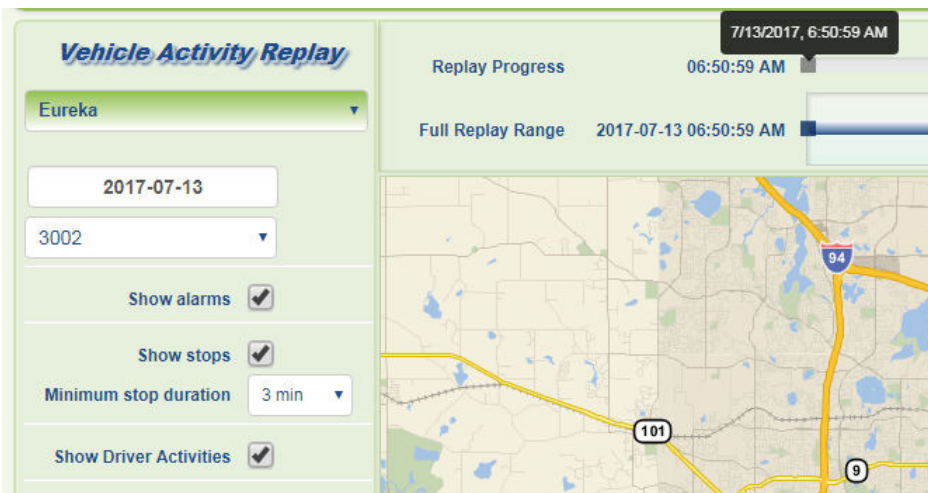 Vehicle Activity Replay
Eureka
2017-07-13
3002
Show alarms
Show stops
Minimum stop duration 3 min
Show Driver Activities
7/13/2017, 6:50:59 AM
Replay Progress 06:50:59 AM
Full Replay Range 2017-07-13 06:50:59 AM
94
101
9